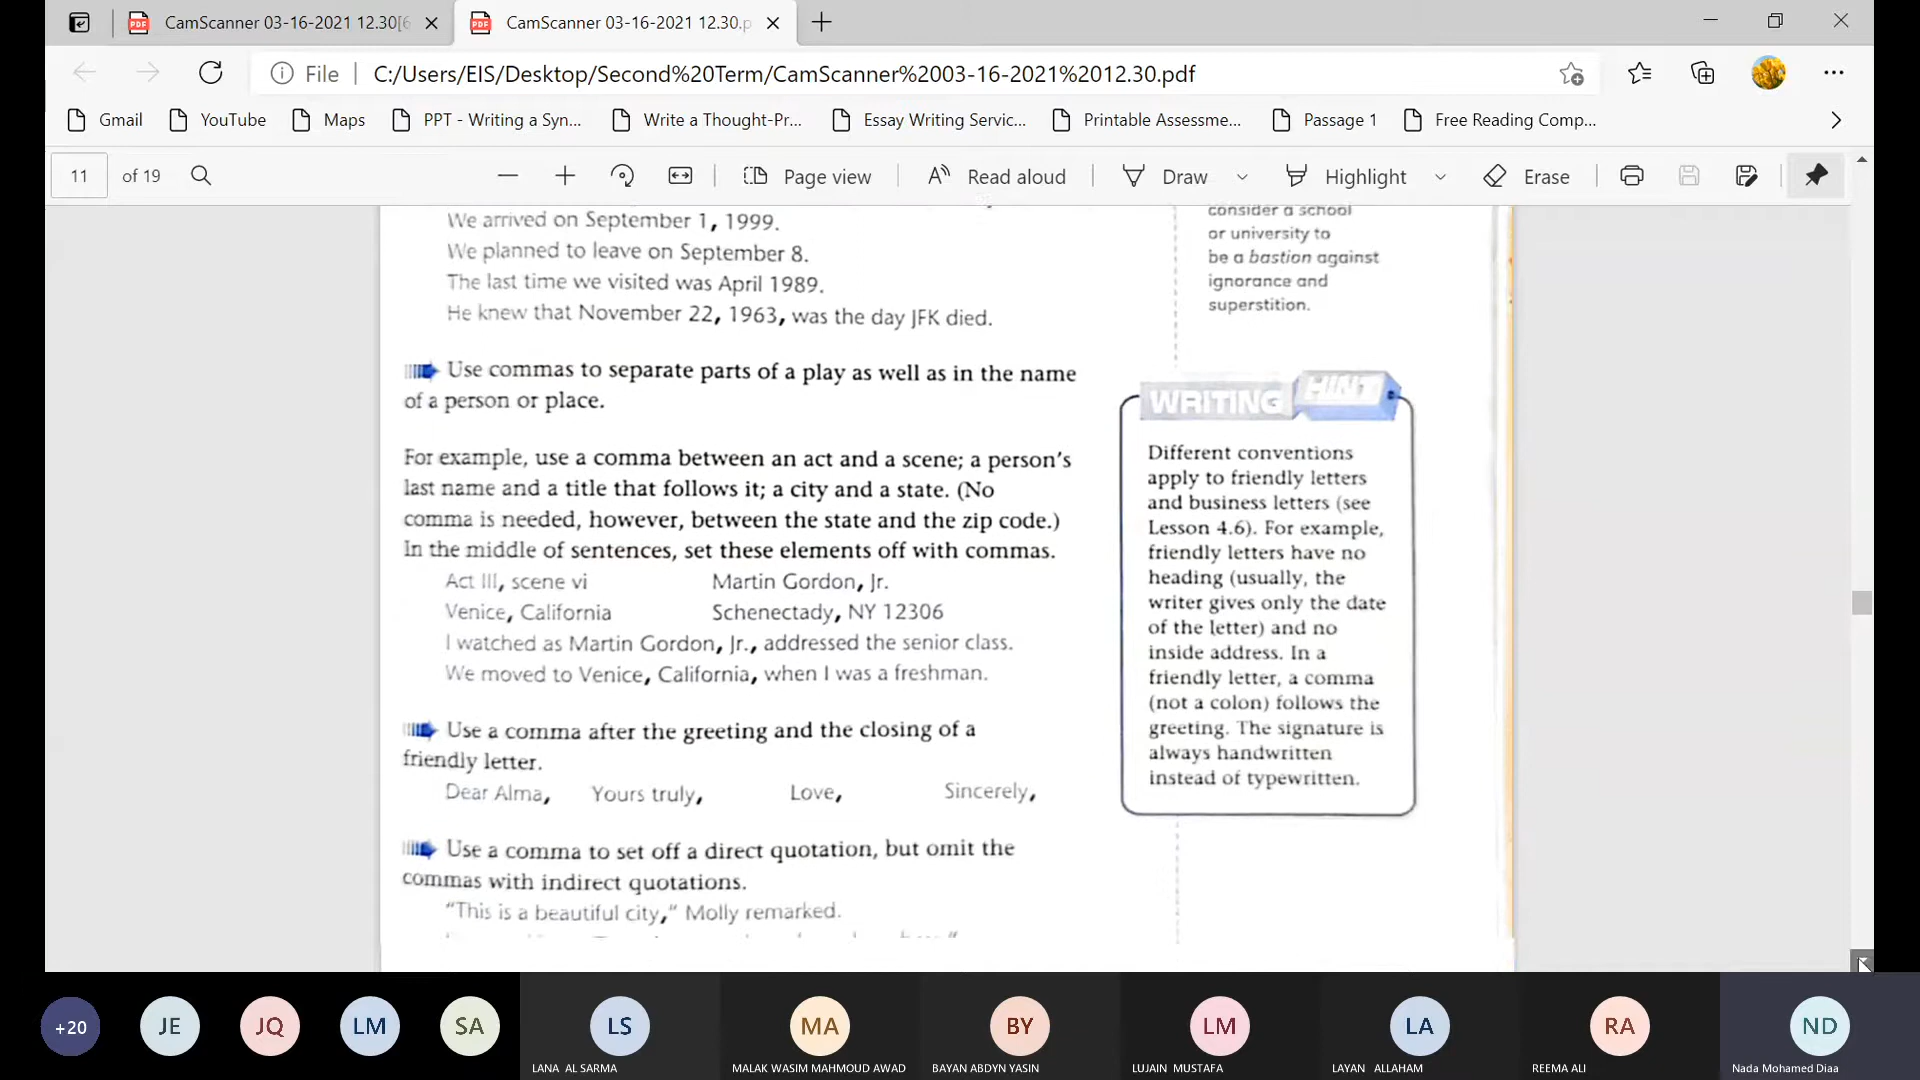 CamScanner 03-16-2021 12.30[6
CamScanner 03-16-2021 12.30.p
File
C:/Users/EIS/Desktop/Second%20Term/CamScanner%2003-16-2021%2012.30.pdf
Gmail
YouTube
Maps
PPT - Writing a Syn...
Write a Thought-Pr...
Essay Writing Servic...
Printable Assessme...
Passage 1
Free Reading Comp...
11 of 19
Page view
Read aloud
Draw
Highlight
Erase
We arrived on September 1, 1999.
We planned to leave on September 8.
The last time we visited was April 1989.
He knew that November 22, 1963, was the day JFK died.
Use commas to separate parts of a play as well as in the name
of a person or place.
For example, use a comma between an act and a scene; a person's
last name and a title that follows it; a city and a state. (No
comma is needed, however, between the state and the zip code.)
In the middle of sentences, set these elements off with commas.
Act III, scene vi Martin Gordon, Jr.
Venice, California Schenectady, NY 12306
I watched as Martin Gordon, Jr., addressed the senior class.
We moved to Venice, California, when I was a freshman.
Use a comma after the greeting and the closing of a
friendly letter.
Dear Alma, Yours truly, Love, Sincerely,
Use a comma to set off a direct quotation, but omit the
commas with indirect quotations.
"This is a beautiful city," Molly remarked.
consider a school
or university to
be a bastion against
ignorance and
superstition.
WRITING HINT
Different conventions
apply to friendly letters
and business letters (see
Lesson 4.6). For example,
friendly letters have no
heading (usually, the
writer gives only the date
of the letter) and no
inside address. In a
friendly letter, a comma
(not a colon) follows the
greeting. The signature is
always handwritten
instead of typewritten.
+20
JE
JQ
LM
SA
LS
MA
BY
LM
LA
RA
ND
LANA AL SARMA
MALAK WASIM MAHMOUD AWAD
BAYAN ABDYN YASIN
LUJAIN MUSTAFA
LAYAN ALLAHAM
REEMA ALI
Nada Mohamed Diaa